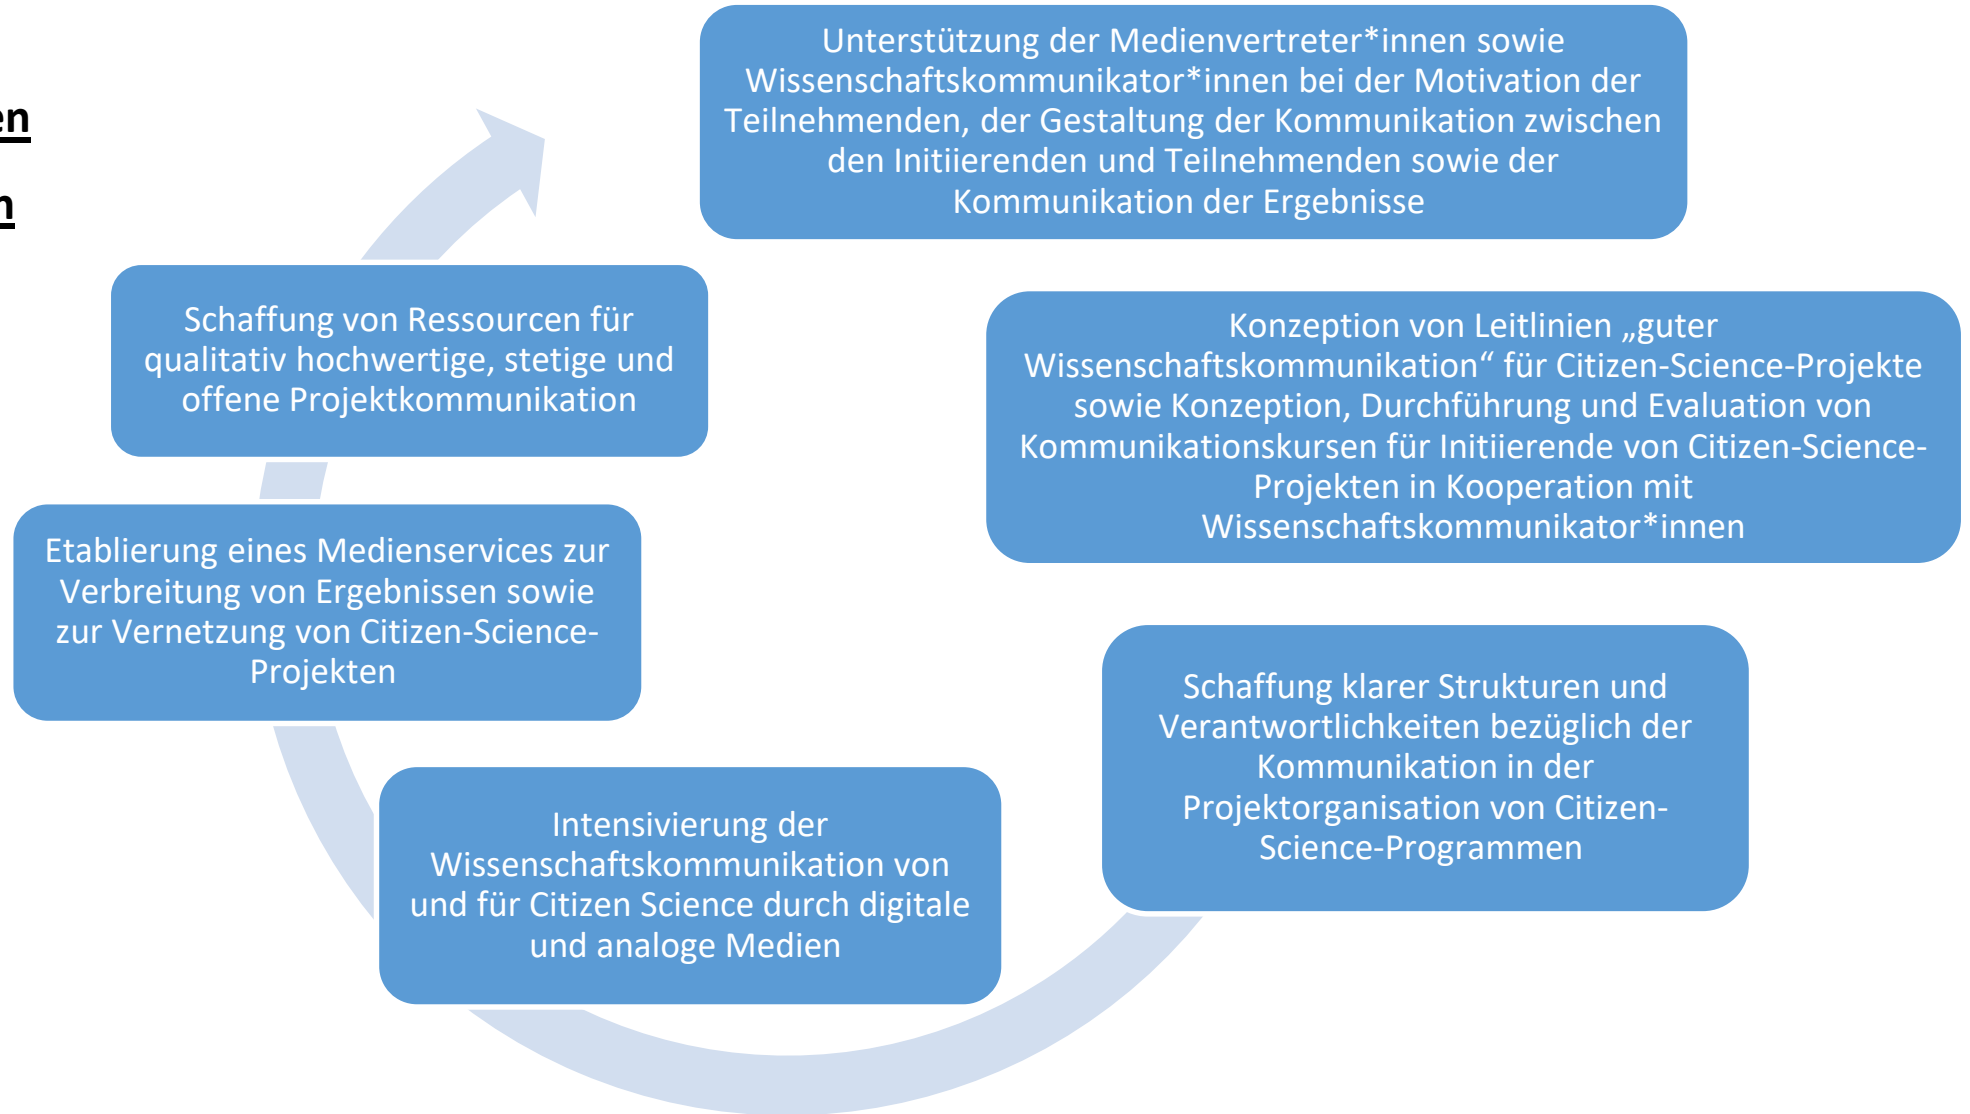 en
n
Unterstützung der Medienvertreter*innen sowie
Wissenschaftskommunikator*innen bei der Motivation der
Teilnehmenden, der Gestaltung der Kommunikation zwischen
den Initiierenden und Teilnehmenden sowie der
Kommunikation der Ergebnisse
Konzeption von Leitlinien „guter
Wissenschaftskommunikation“ für Citizen-Science-Projekte
sowie Konzeption, Durchführung und Evaluation von
Kommunikationskursen für Initiierende von Citizen-Science-
Projekten in Kooperation mit
Wissenschaftskommunikator*innen
Schaffung klarer Strukturen und
Verantwortlichkeiten bezüglich der
Kommunikation in der
Projektorganisation von Citizen-
Science-Programmen
Intensivierung der
Wissenschaftskommunikation von
und für Citizen Science durch digitale
und analoge Medien
Etablierung eines Medienservices zur
Verbreitung von Ergebnissen sowie
zur Vernetzung von Citizen-Science-
Projekten
Schaffung von Ressourcen für
qualitativ hochwertige, stetige und
offene Projektkommunikation